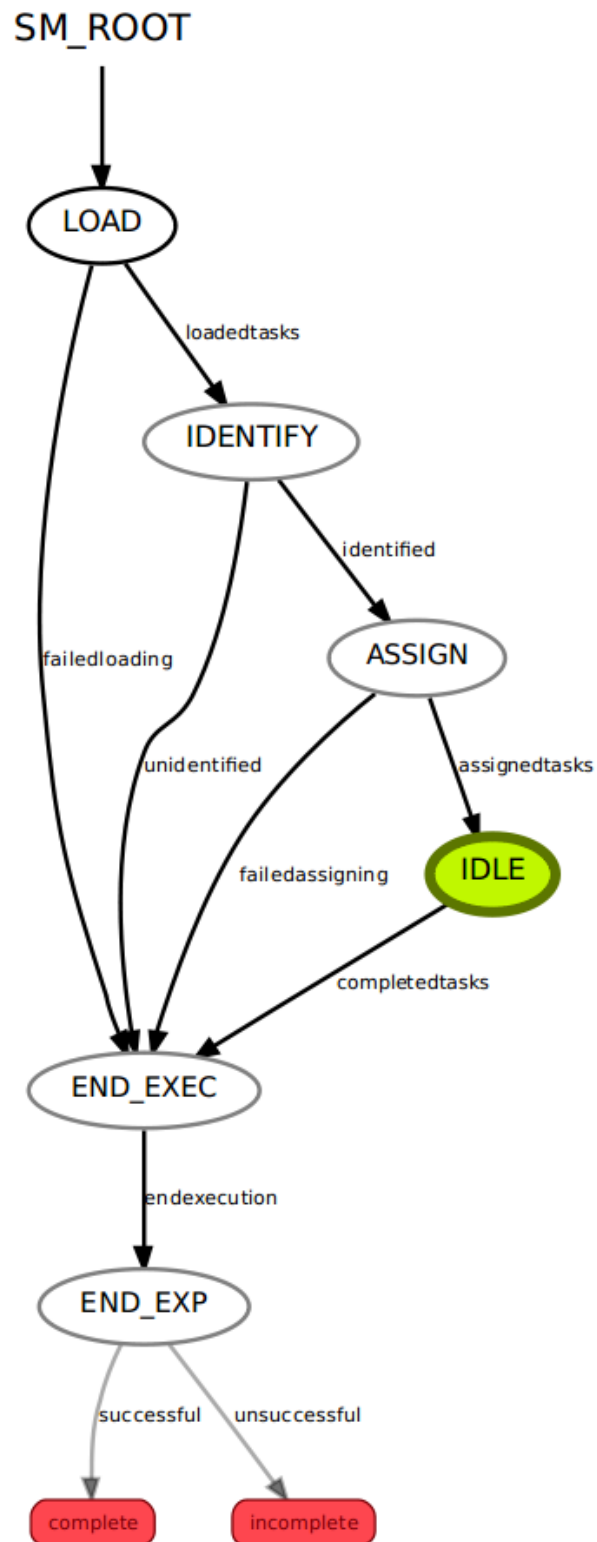 SM_ROOT
LOAD
loadedtasks
IDENTIFY
identified
ASSIGN
failedloading
unidentified
assignedtasks
IDLE
failedassigning
completedtasks
END_EXEC
endexecution
END_EXP
successful
unsuccessful
complete
incomplete